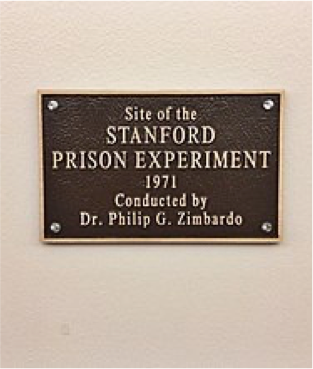 Site of the
STANFORD
PRISON EXPERIMENT
1971
Conducted by
Dr. Philip G. Zimbardo